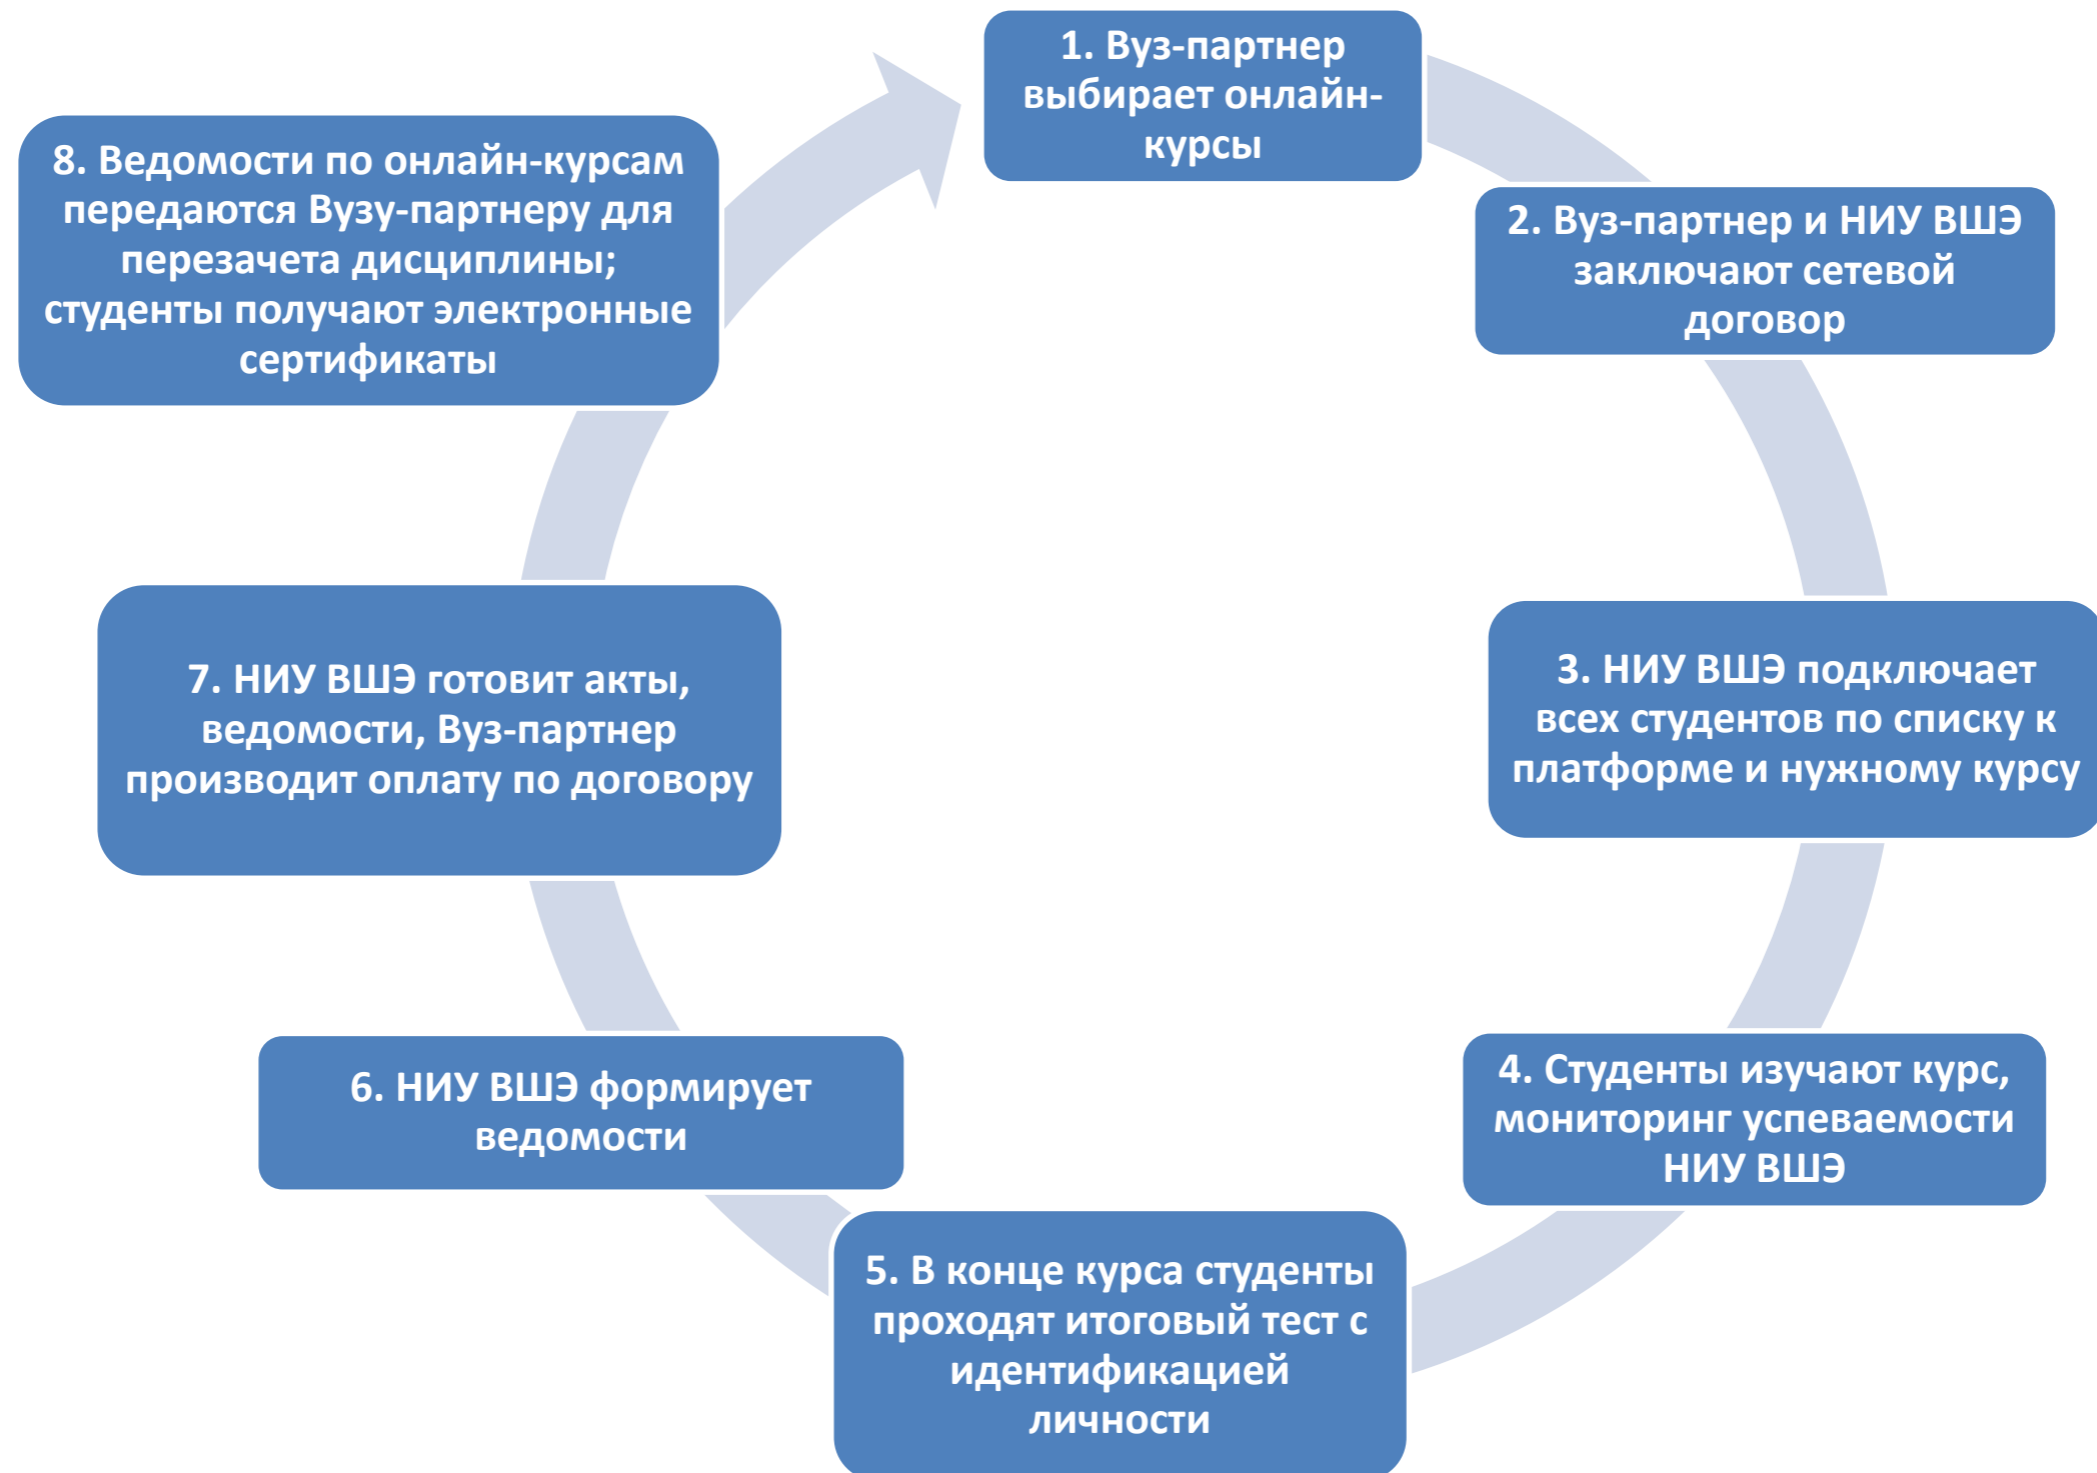 1. Вуз-партнер
выбирает онлайн-
курсы
2. Вуз-партнер и НИУ ВШЭ
заключают сетевой
договор
3. НИУ ВШЭ подключает
всех студентов по списку к
платформе и нужному курсу
4. Студенты изучают курс,
мониторинг успеваемости
НИУ ВШЭ
5. В конце курса студенты
проходят итоговый тест с
идентификацией
личности
6. НИУ ВШЭ формирует
ведомости
7. НИУ ВШЭ готовит акты,
ведомости, Вуз-партнер
производит оплату по договору
8. Ведомости по онлайн-курсам
передаются Вузу-партнеру для
перезачета дисциплины;
студенты получают электронные
сертификаты